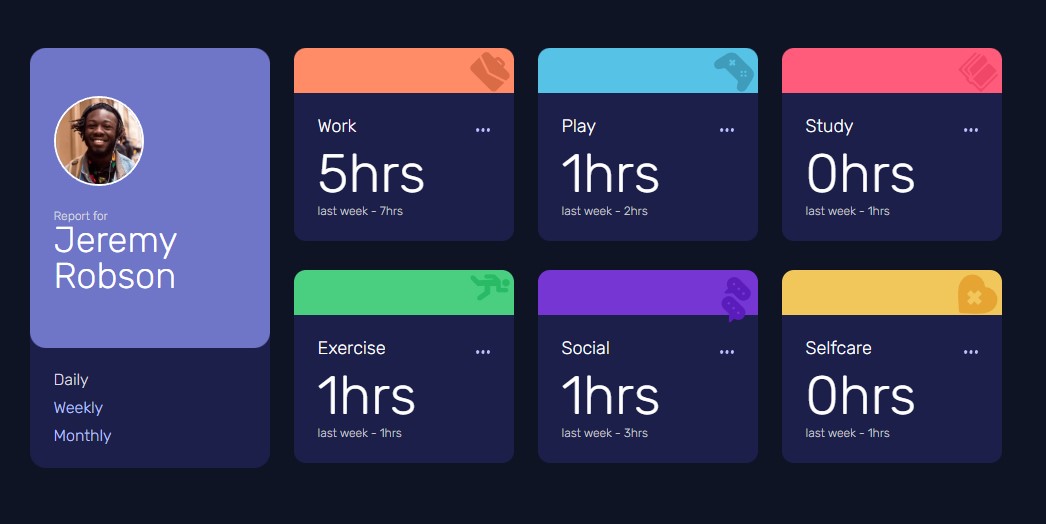 Report for
Jeremy
Robson
Daily
Weekly
Monthly
Work
5hrs
last week - 7hrs
Play
1hrs
last week - 2hrs
Study
0hrs
last week - 1hrs
Exercise
1hrs
last week - 1hrs
Social
1hrs
last week - 3hrs
Selfcare
0hrs
last week - 1hrs